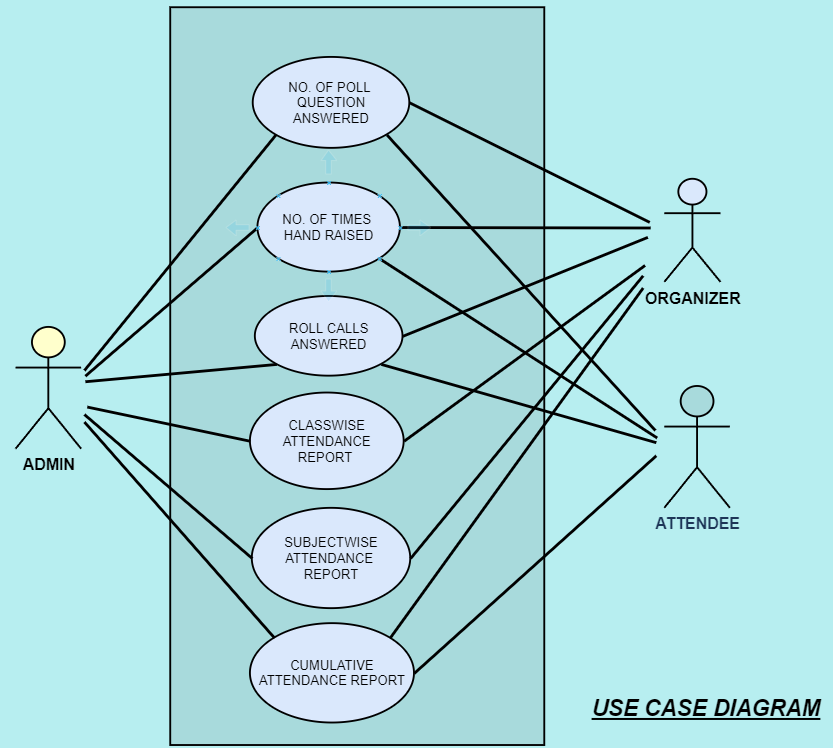 NO. OF POLL
QUESTION
ANSWERED
NO. OF TIMES
HAND RAISED
ORGANIZER
ROLL CALLS
ANSWERED
CLASSWISE
ATTENDANCE
REPORT
ADMIN
ATTENDEE
SUBJECTWISE
ATTENDANCE
REPORT
CUMULATIVE
ATTENDANCE REPORT
USE CASE DIAGRAM